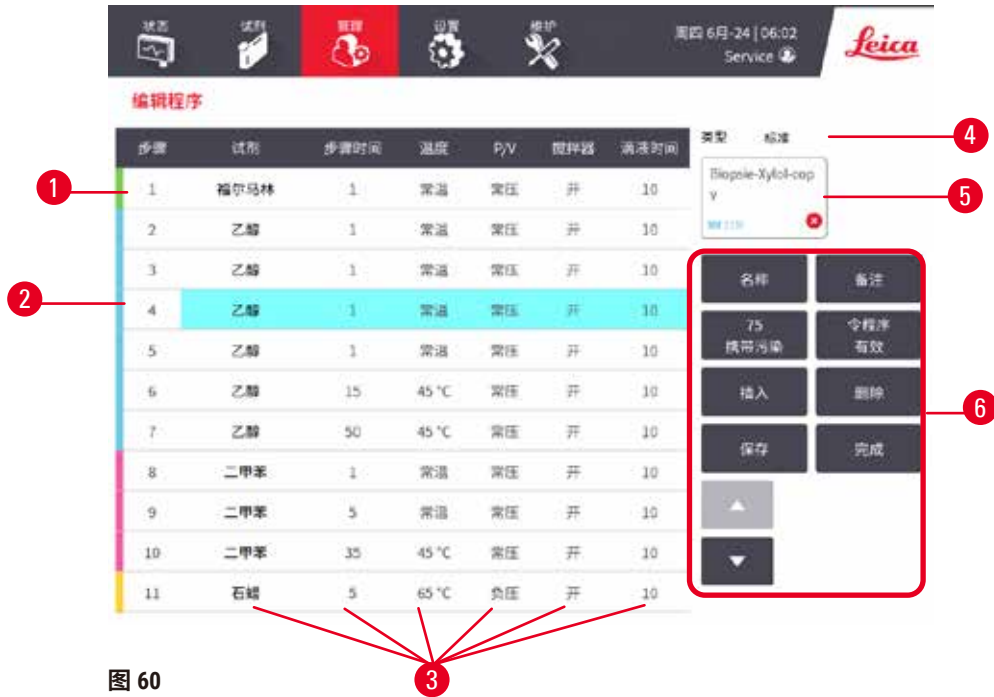 状态 试剂 管理 设置 维护
周四 6月-24 | 06:02
Service
Leica
编辑程序
步骤 试剂 步骤时间 温度 P/V 搅拌器 滴液时间
1 福尔马林 1 常温 常压 开 10
2 乙醇 1 常温 常压 开 10
3 乙醇 1 常温 常压 开 10
4 乙醇 1 常温 常压 开 10
5 乙醇 1 常温 常压 开 10
6 乙醇 15 45 °C 常压 开 10
7 乙醇 50 45 °C 常压 开 10
8 二甲苯 1 常温 常压 开 10
9 二甲苯 5 常温 常压 开 10
10 二甲苯 35 45 °C 常压 开 10
11 石蜡 5 65 °C 负压 开 10
类型 标准
Biopsie-Xylol-cop
y
名称 备注
75
携带污染
令程序
有效
插入 删除
保存 完成
1
2
3
4
5
6
图 60